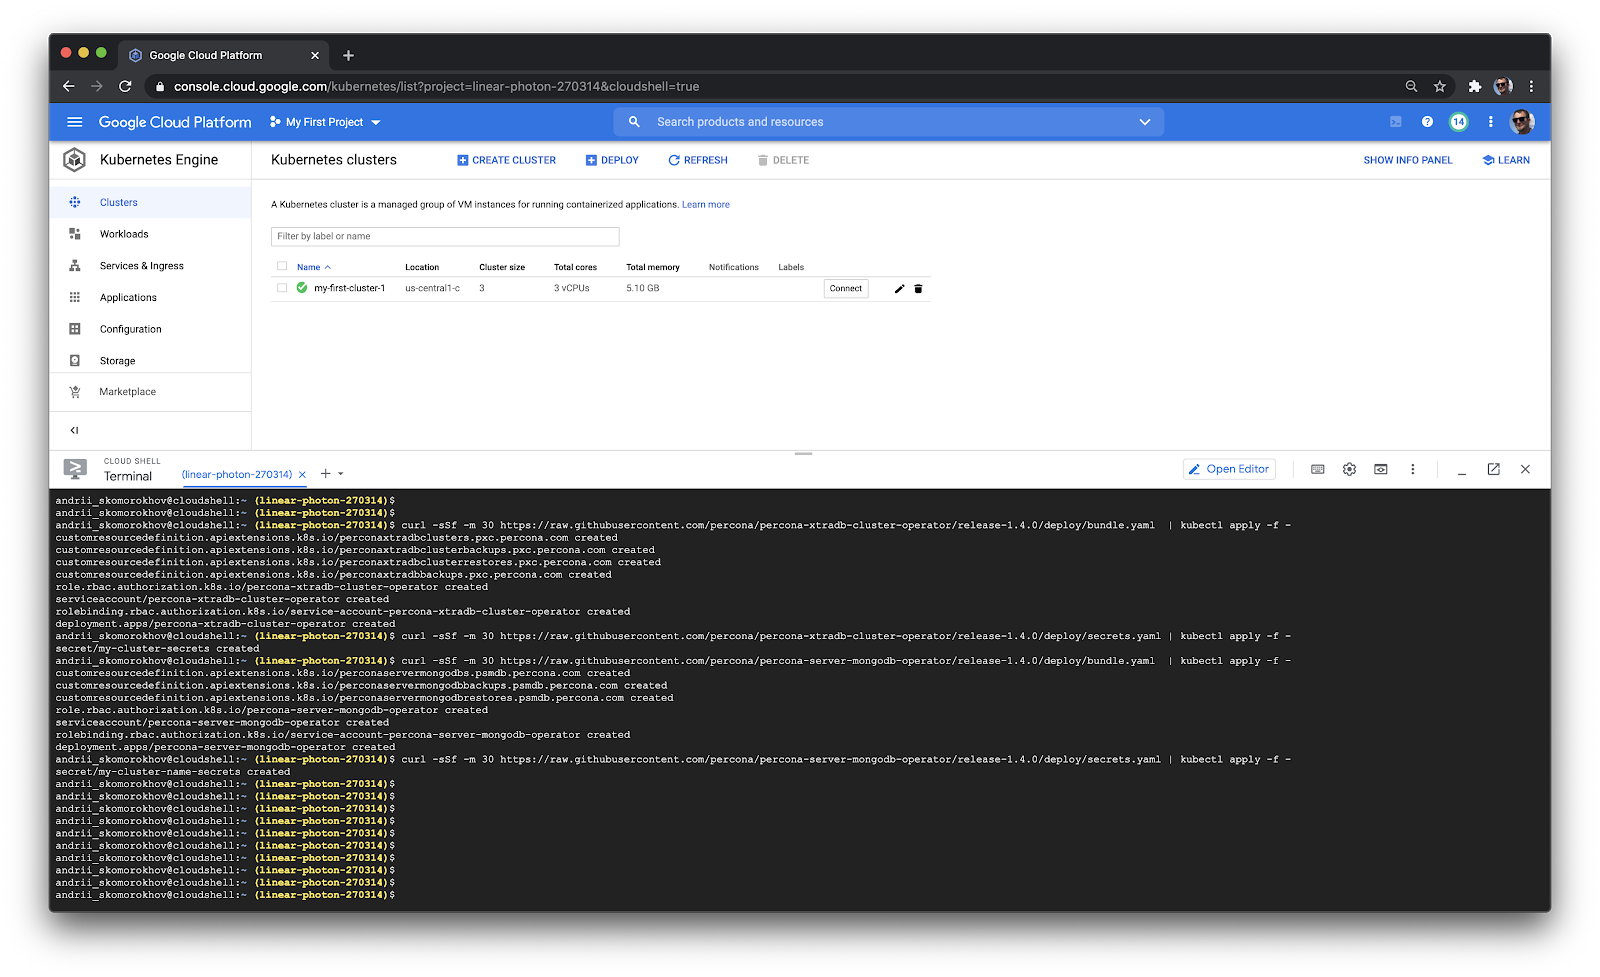 Google Cloud Platform
console.cloud.google.com/kubernetes/list?project=linear-photon-270314&cloudshell=true
Google Cloud Platform My First Project Search products and resources 14
Kubernetes Engine
Clusters
Workloads
Services & Ingress
Applications
Configuration
Storage
Marketplace
Kubernetes clusters CREATE CLUSTER DEPLOY REFRESH DELETE SHOW INFO PANEL LEARN
A Kubernetes cluster is a managed group of VM instances for running containerized applications. Learn more
Filter by label or name
Name Location Cluster size Total cores Total memory Notifications Labels
my-first-cluster-1 us-central1-c 3 3 vCPUs 5.10 GB Connect
CLOUD SHELL
Terminal (linear-photon-270314) Open Editor
andrii_skomorokhov@cloudshell:~ (linear-photon-270314)$
andrii_skomorokhov@cloudshell:~ (linear-photon-270314)$
andrii_skomorokhov@cloudshell:~ (linear-photon-270314)$ curl -sSf -m 30 https://raw.githubusercontent.com/percona/percona-xtradb-cluster-operator/release-1.4.0/deploy/bundle.yaml | kubectl apply -f -
customresourcedefinition.apiextensions.k8s.io/perconaxtradbclusters.pxc.percona.com created
customresourcedefinition.apiextensions.k8s.io/perconaxtradbclusterbackups.pxc.percona.com created
customresourcedefinition.apiextensions.k8s.io/perconaxtradbclusterrestores.pxc.percona.com created
customresourcedefinition.apiextensions.k8s.io/perconaxtradbbackups.pxc.percona.com created
role.rbac.authorization.k8s.io/percona-xtradb-cluster-operator created
serviceaccount/percona-xtradb-cluster-operator created
rolebinding.rbac.authorization.k8s.io/service-account-percona-xtradb-cluster-operator created
deployment.apps/percona-xtradb-cluster-operator created
andrii_skomorokhov@cloudshell:~ (linear-photon-270314)$ curl -sSf -m 30 https://raw.githubusercontent.com/percona/percona-xtradb-cluster-operator/release-1.4.0/deploy/secrets.yaml | kubectl apply -f -
secret/my-cluster-secrets created
andrii_skomorokhov@cloudshell:~ (linear-photon-270314)$ curl -sSf -m 30 https://raw.githubusercontent.com/percona/percona-server-mongodb-operator/release-1.4.0/deploy/bundle.yaml | kubectl apply -f -
customresourcedefinition.apiextensions.k8s.io/perconaservermongodbs.psmdb.percona.com created
customresourcedefinition.apiextensions.k8s.io/perconaservermongodbbackups.psmdb.percona.com created
customresourcedefinition.apiextensions.k8s.io/perconaservermongodbrestores.psmdb.percona.com created
role.rbac.authorization.k8s.io/percona-server-mongodb-operator created
serviceaccount/percona-server-mongodb-operator created
rolebinding.rbac.authorization.k8s.io/service-account-percona-server-mongodb-operator created
deployment.apps/percona-server-mongodb-operator created
andrii_skomorokhov@cloudshell:~ (linear-photon-270314)$ curl -sSf -m 30 https://raw.githubusercontent.com/percona/percona-server-mongodb-operator/release-1.4.0/deploy/secrets.yaml | kubectl apply -f -
secret/my-cluster-name-secrets created
andrii_skomorokhov@cloudshell:~ (linear-photon-270314)$
andrii_skomorokhov@cloudshell:~ (linear-photon-270314)$
andrii_skomorokhov@cloudshell:~ (linear-photon-270314)$
andrii_skomorokhov@cloudshell:~ (linear-photon-270314)$
andrii_skomorokhov@cloudshell:~ (linear-photon-270314)$
andrii_skomorokhov@cloudshell:~ (linear-photon-270314)$
andrii_skomorokhov@cloudshell:~ (linear-photon-270314)$
andrii_skomorokhov@cloudshell:~ (linear-photon-270314)$
andrii_skomorokhov@cloudshell:~ (linear-photon-270314)$
andrii_skomorokhov@cloudshell:~ (linear-photon-270314)$